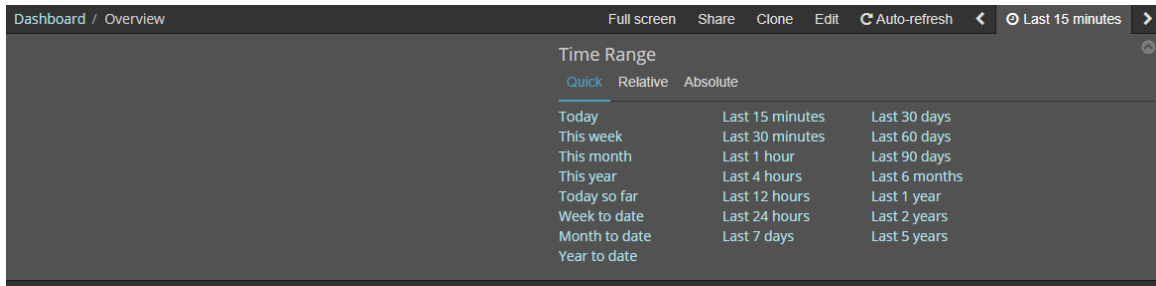 Dashboard / Overview Full screen Share Clone Edit Auto-refresh Last 15 minutes
Time Range
Quick Relative Absolute
Today Last 15 minutes Last 30 days
This week Last 30 minutes Last 60 days
This month Last 1 hour Last 90 days
This year Last 4 hours Last 6 months
Today so far Last 12 hours Last 1 year
Week to date Last 24 hours Last 2 years
Month to date Last 7 days Last 5 years
Year to date